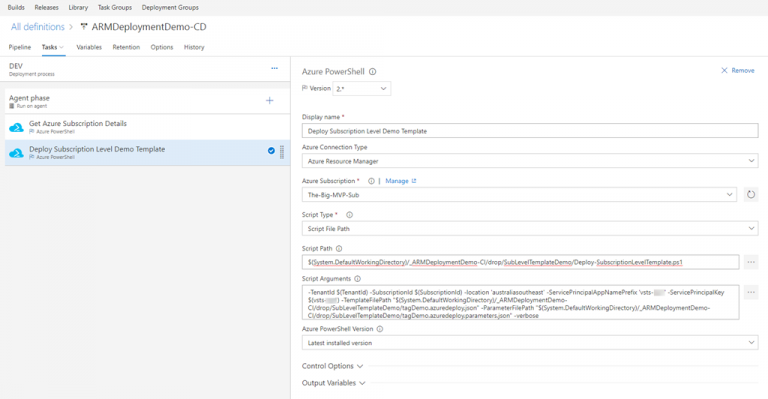 Builds Releases Library Task Groups Deployment Groups
All definitions > ARMDeploymentDemo-CD
Pipeline Tasks Variables Retention Options History
DEV
Deployment process
...
Agent phase
Run on agent
Get Azure Subscription Details
Azure PowerShell
Deploy Subscription Level Demo Template
Azure PowerShell
Azure PowerShell
Remove
Version 2.*
Display name *
Deploy Subscription Level Demo Template
Azure Connection Type
Azure Resource Manager
Azure Subscription * | Manage
The-Big-MVP-Sub
Script Type *
Script File Path
Script Path
$(System.DefaultWorkingDirectory)/_ARMDeploymentDemo-CI/drop/SubLevelTemplateDemo/Deploy-SubscriptionLevelTemplate.ps1
...
Script Arguments
-TenantId $(TenantId) -SubscriptionId $(SubscriptionId) -location 'australiasoutheast' -ServicePrincipalAppNamePrefix 'vsts- -ServicePrincipalKey
$(vsts- -TemplateFilePath "$(System.DefaultWorkingDirectory)/_ARMDeploymentDemo-
CI/drop/SubLevelTemplateDemo/tagDemo.azuredeploy.json" -ParameterFilePath "$(System.DefaultWorkingDirectory)/_ARMDeploymentDemo-
CI/drop/SubLevelTemplateDemo/tagDemo.azuredeploy.parameters.json" -verbose
...
Azure PowerShell Version
Latest installed version
Control Options
Output Variables